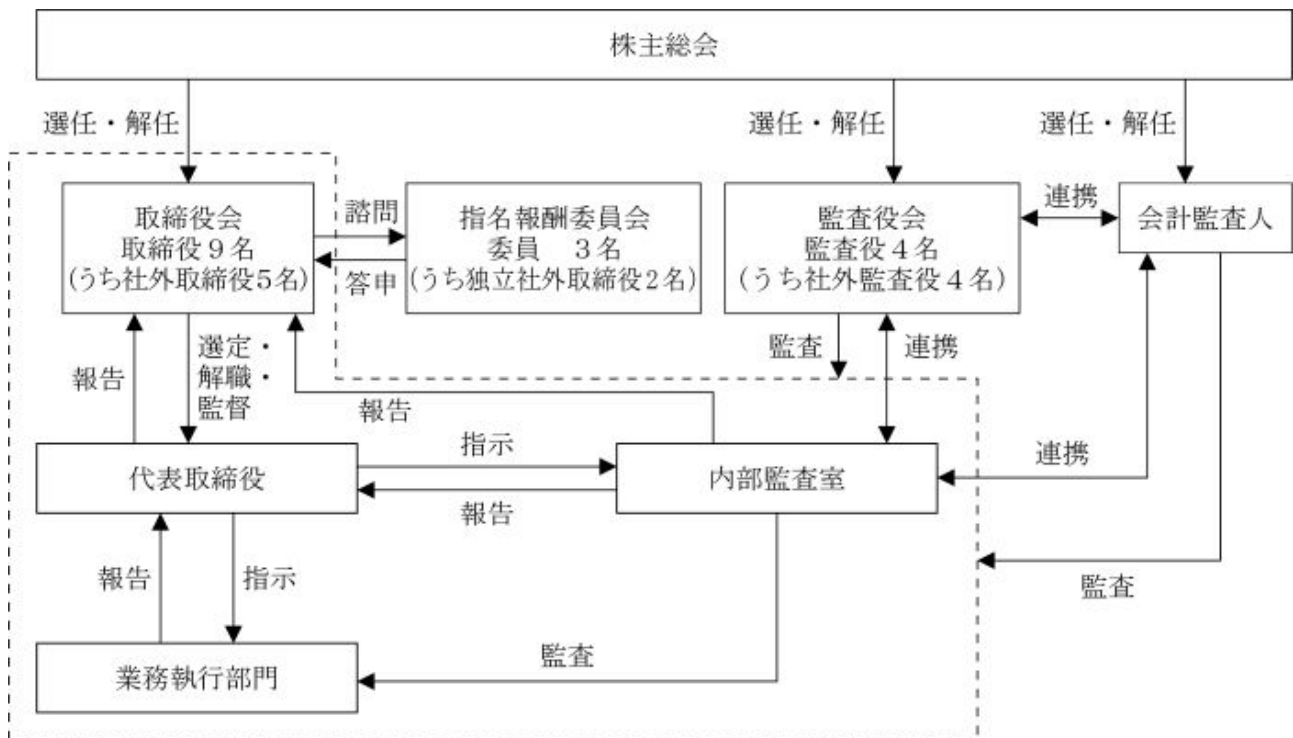 株主総会
選任・解任
選任・解任
選任・解任
取締役会
取締役9名
(うち社外取締役5名)
諮問
答申
指名報酬委員会
委員　3名
(うち独立社外取締役2名)
監査役会
監査役4名
(うち社外監査役4名)
連携
会計監査人
報告
選定・
解職・
監督
報告
監査
連携
代表取締役
指示
報告
内部監査室
連携
報告
指示
監査
監査
業務執行部門